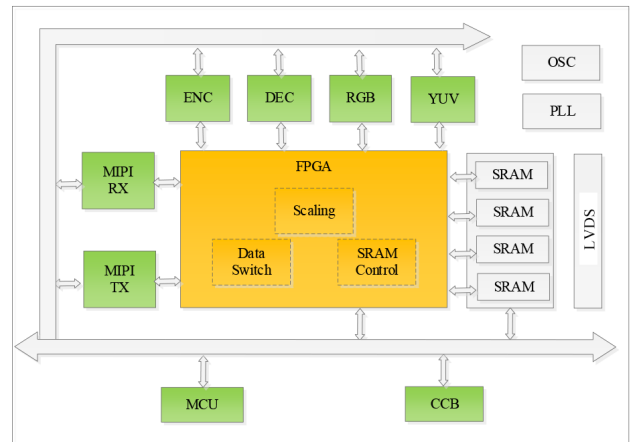 OSC
ENC
DEC
RGB
YUV
PLL
FPGA
MIPI
RX
Scaling
SRAM
SRAM
SRAM
SRAM
Data
Switch
SRAM
Control
MIPI
TX
LVDS
MCU
CCB